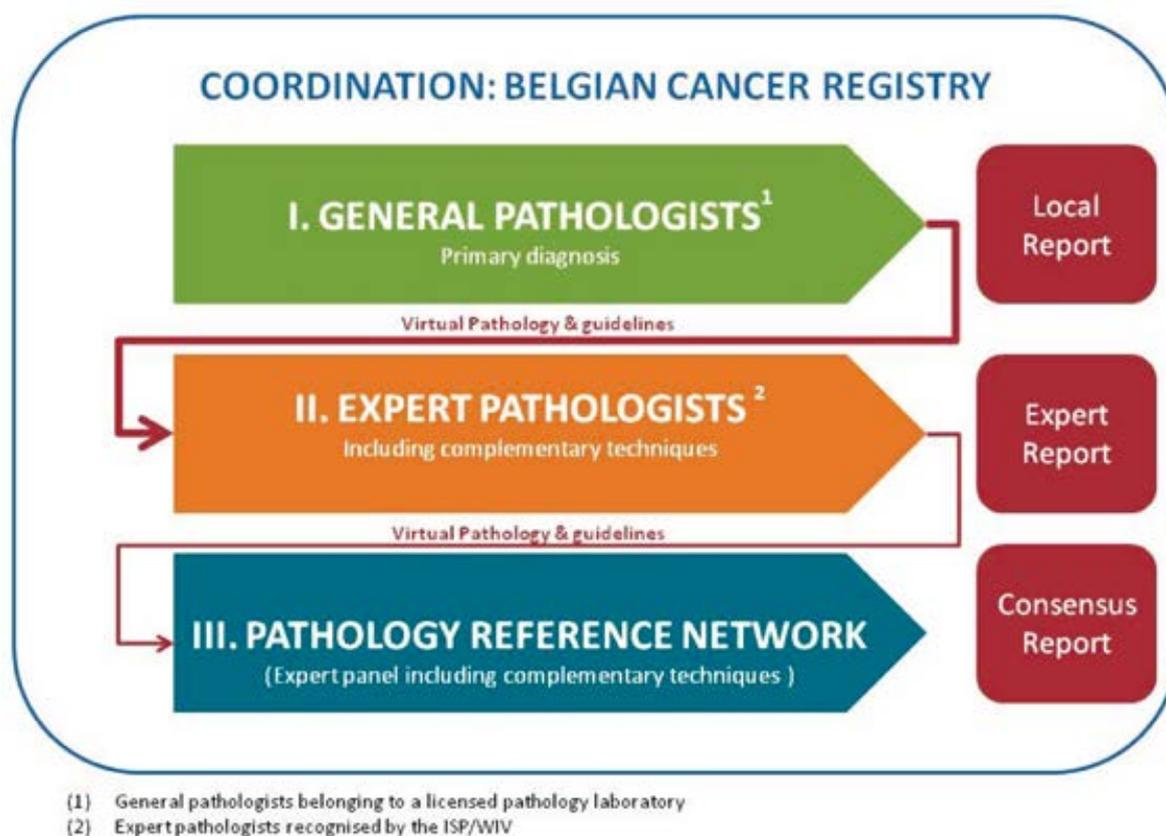 COORDINATION: BELGIAN CANCER REGISTRY
I. GENERAL PATHOLOGISTS 1
Primary diagnosis
Local
Report
Virtual Pathology & guidelines
II. EXPERT PATHOLOGISTS 2
Including complementary techniques
Expert
Report
Virtual Pathology & guidelines
III. PATHOLOGY REFERENCE NETWORK
(Expert panel including complementary techniques )
Consensus
Report
(1) General pathologists belonging to a licensed pathology laboratory
(2) Expert pathologists recognised by the ISP/WIV